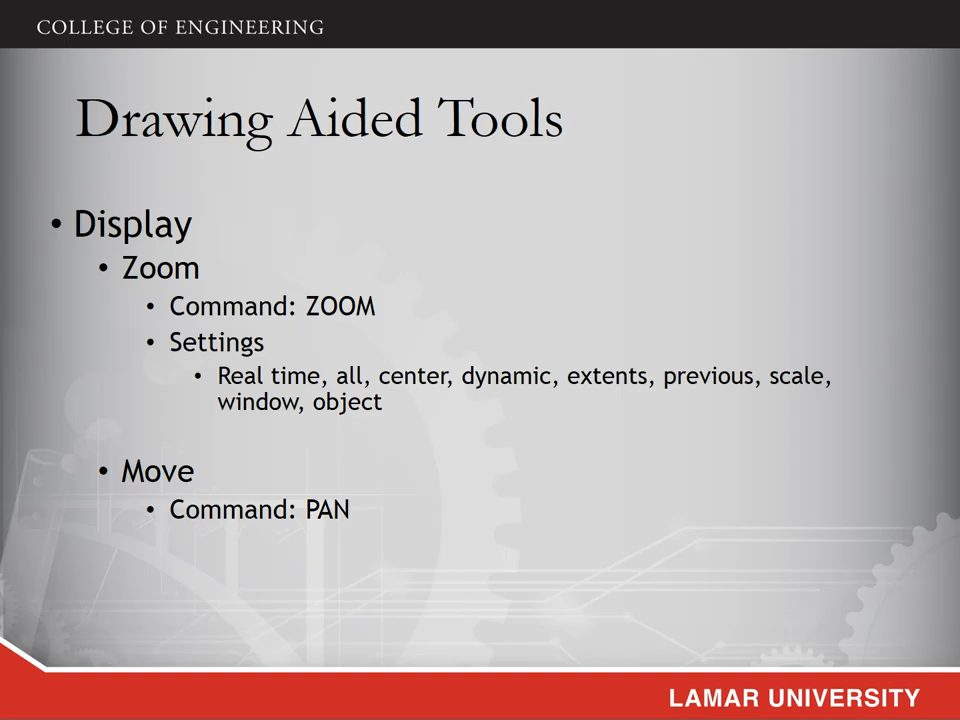 COLLEGE OF ENGINEERING
Drawing Aided Tools
• Display
• Zoom
• Command: ZOOM
• Settings
• Real time, all, center, dynamic, extents, previous, scale,
window, object
• Move
• Command: PAN
LAMAR UNIVERSITY